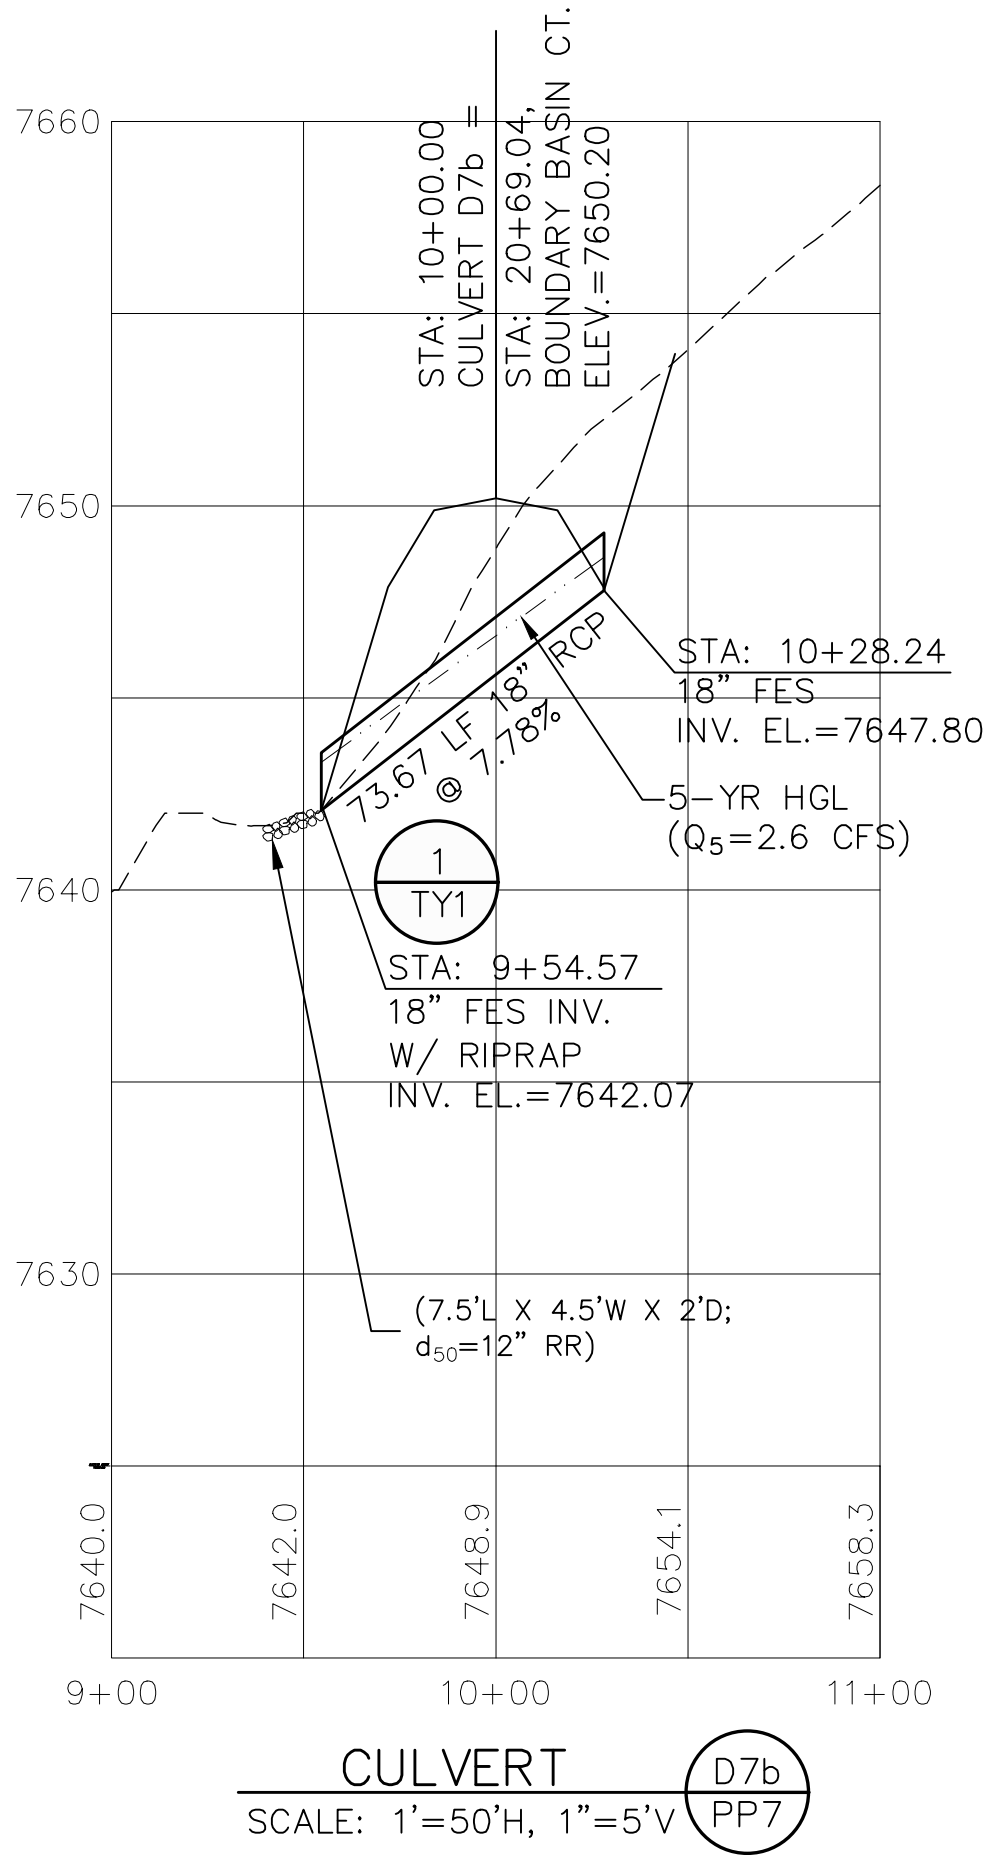 STA: 10+00.00
CULVERT D7b =
STA: 20+69.04,
BOUNDARY BASIN CT.
ELEV.=7650.20
7660
7650
7640
7630
STA: 10+28.24
18” FES
INV. EL.=7647.80
73.67 LF 18” RCP
@ 7.78%
5-YR HGL
(Q₅=2.6 CFS)
1
TY1
STA: 9+54.57
18” FES INV.
W/ RIPRAP
INV. EL.=7642.07
(7.5'L X 4.5'W X 2'D;
d₅₀=12” RR)
7640.0
7642.0
7648.9
7654.1
7658.3
9+00
10+00
11+00
CULVERT
D7b
PP7
SCALE: 1'=50'H, 1”=5'V